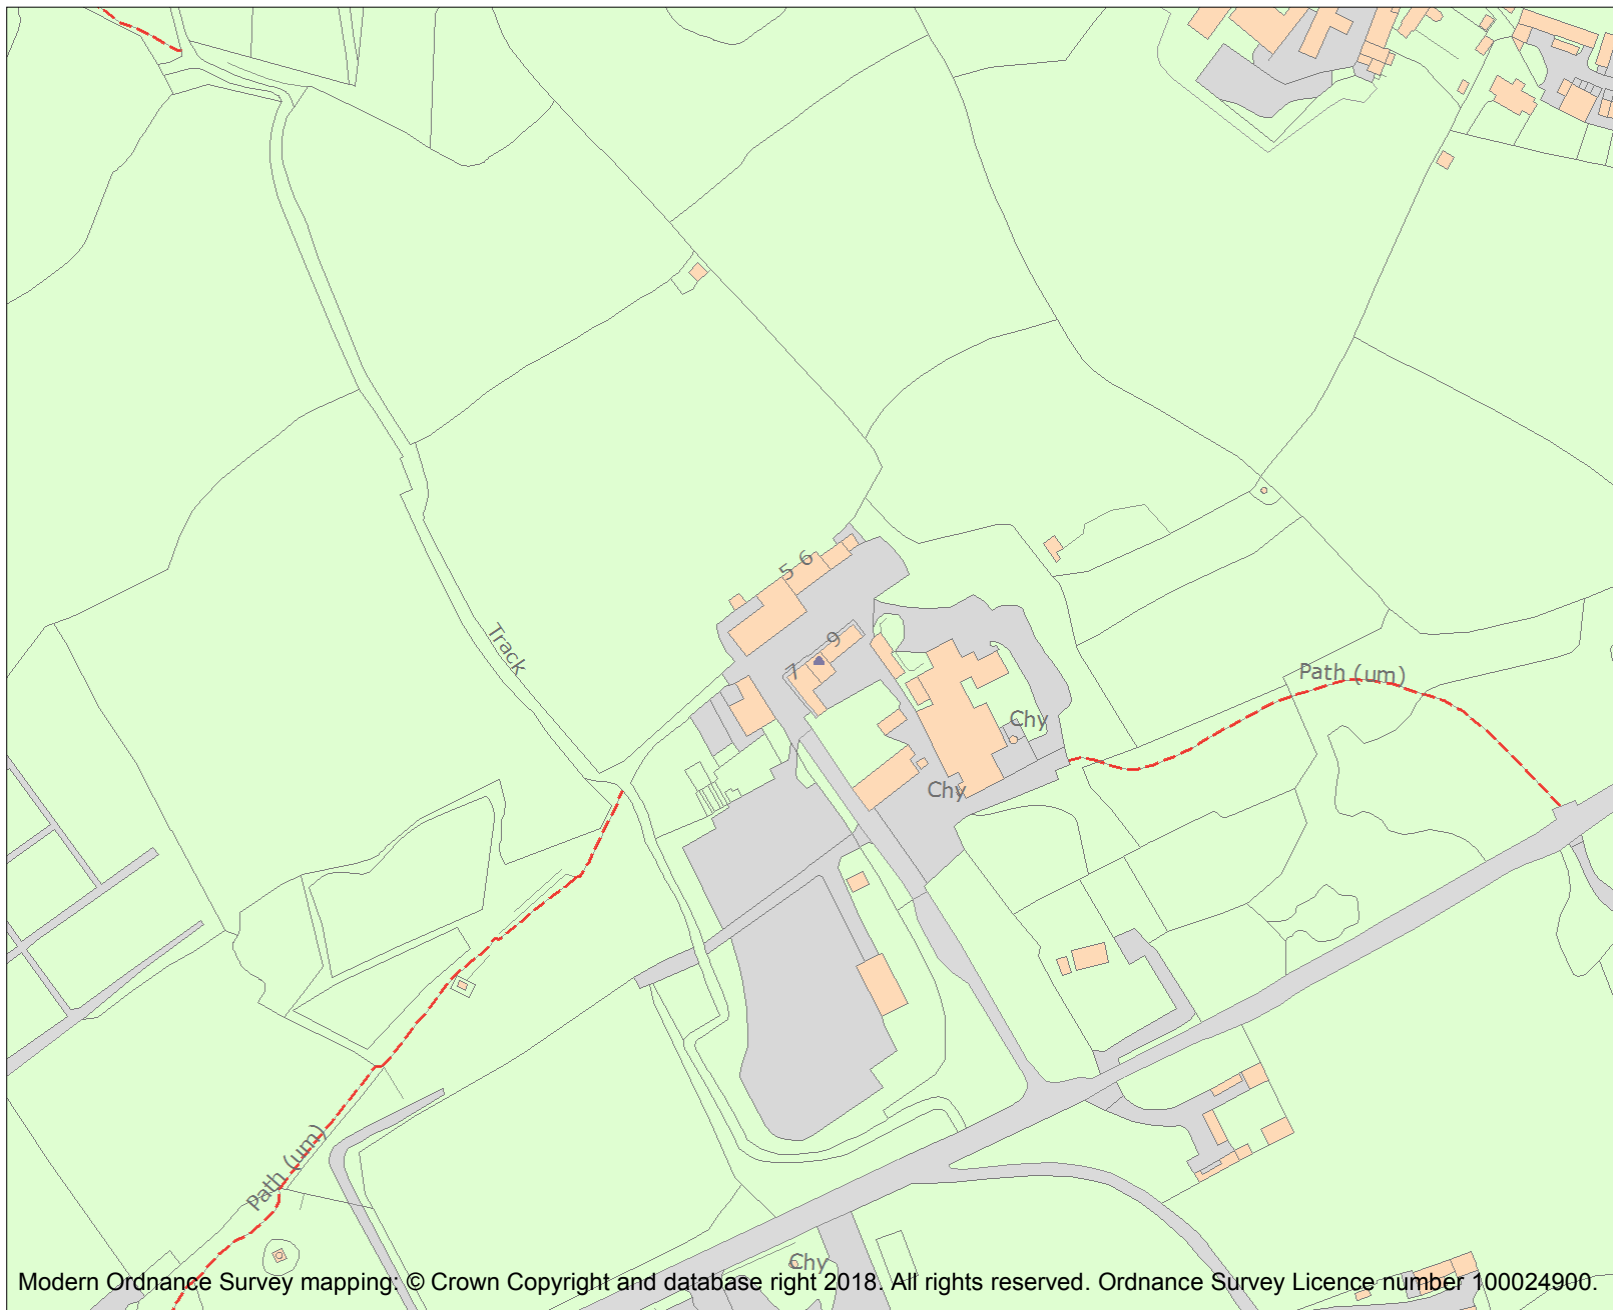 5 6
9
7
Track
Path (um)
Chy
Chy
Path (um)
Chy
Modern Ordnance Survey mapping: © Crown Copyright and database right 2018. All rights reserved. Ordnance Survey Licence number 100024900.